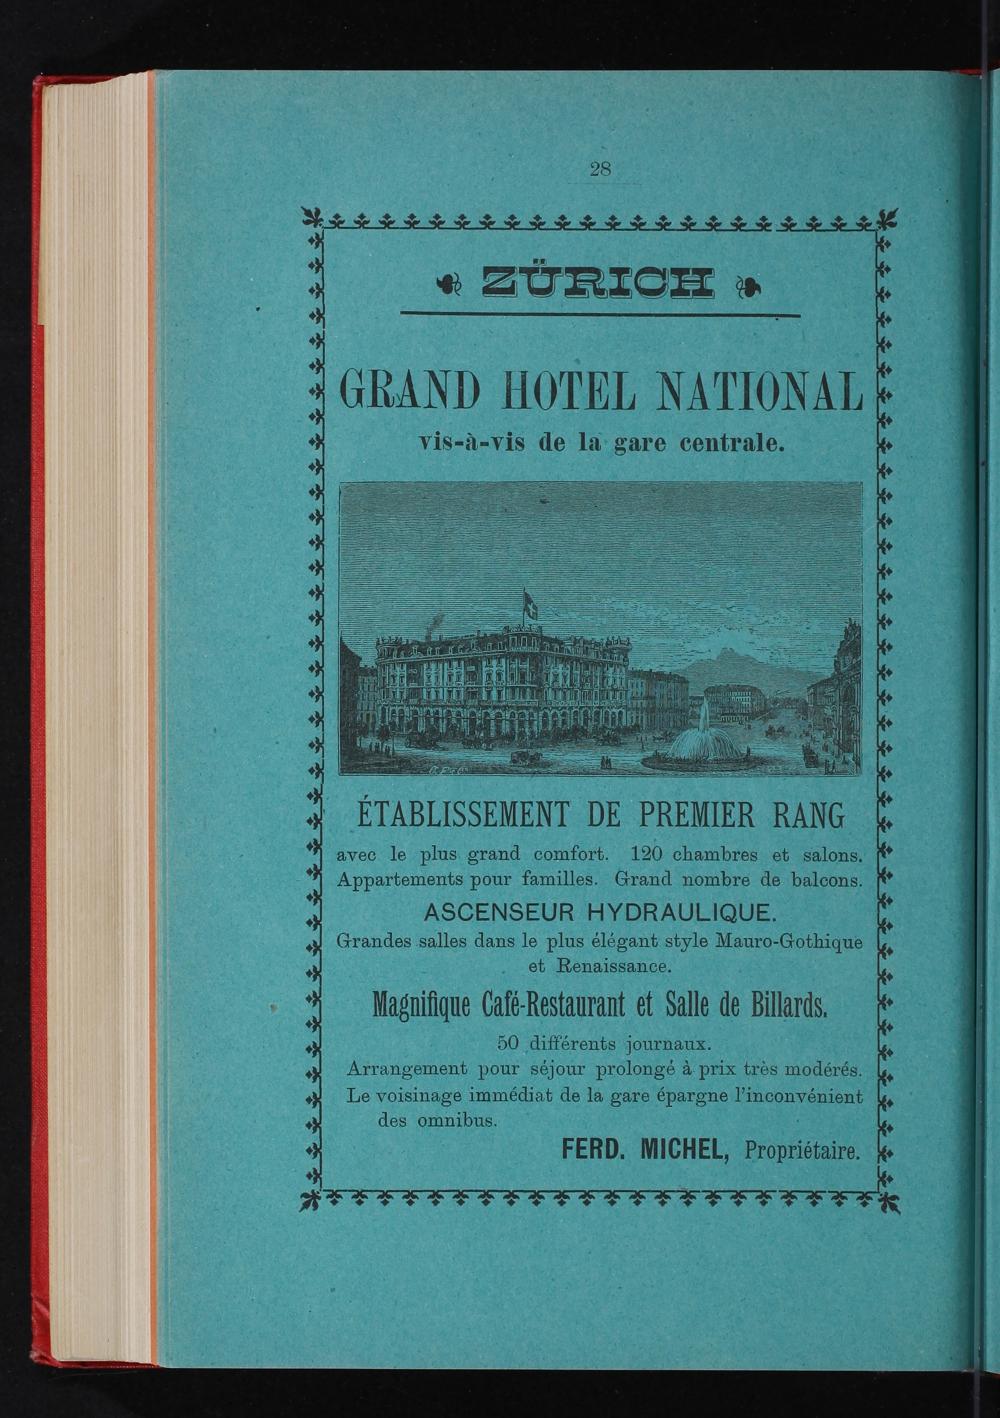 28
ZÜRICH
GRAND HOTEL NATIONAL
vis-à-vis de la gare centrale.
ÉTABLISSEMENT DE PREMIER RANG
avec le plus grand comfort. 120 chambres et salons.
Appartements pour familles. Grand nombre de balcons.
ASCENSEUR HYDRAULIQUE.
Grandes salles dans le plus élégant style Mauro-Gothique
et Renaissance.
Magnifique Café-Restaurant et Salle de Billards.
50 différents journaux.
Arrangement pour séjour prolongé à prix très modérés.
Le voisinage immédiat de la gare épargne l'inconvénient
des omnibus.
FERD. MICHEL, Propriétaire.